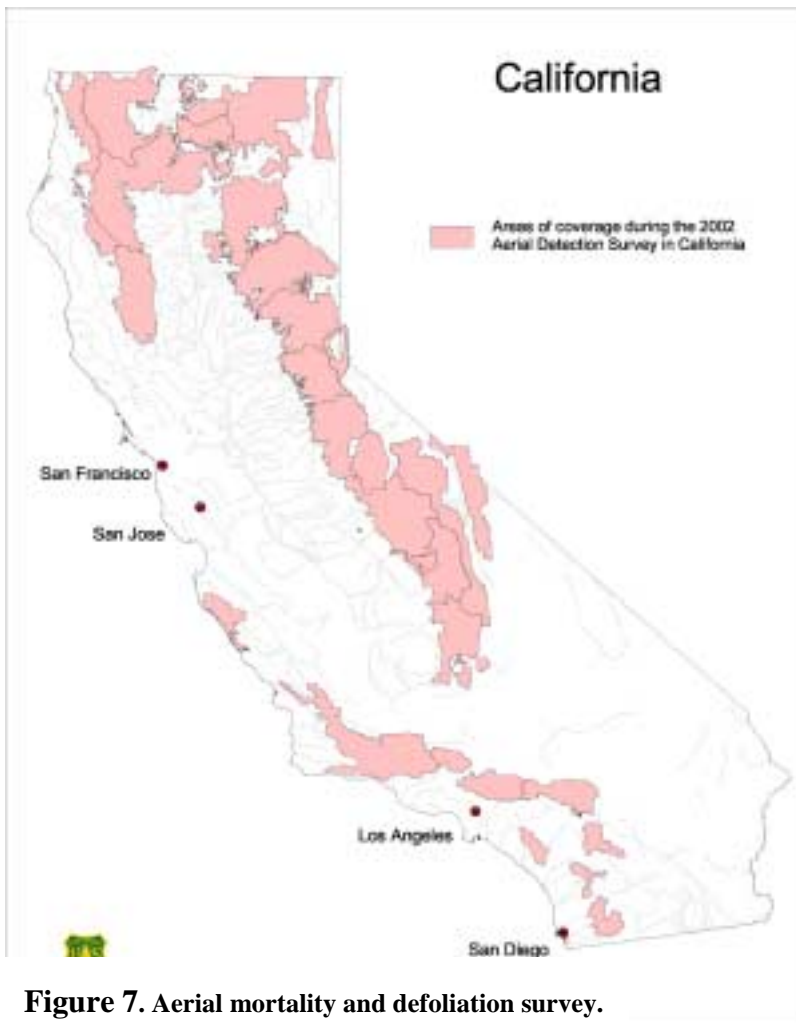 California
Areas of coverage during the 2002
Aerial Detection Survey in California
San Francisco
San Jose
Los Angeles
San Diego
Figure 7. Aerial mortality and defoliation survey.